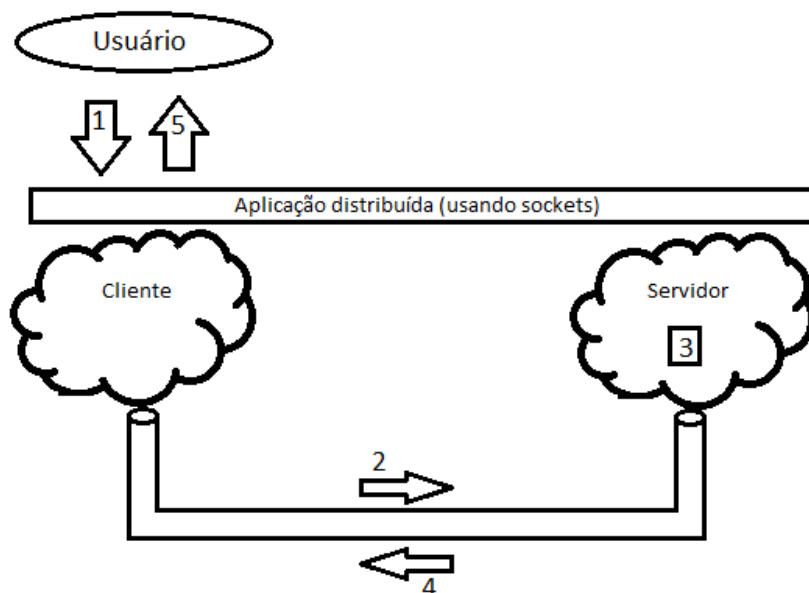 Usuário
1
5
Aplicação distribuída (usando sockets)
Cliente
Servidor
3
2
4